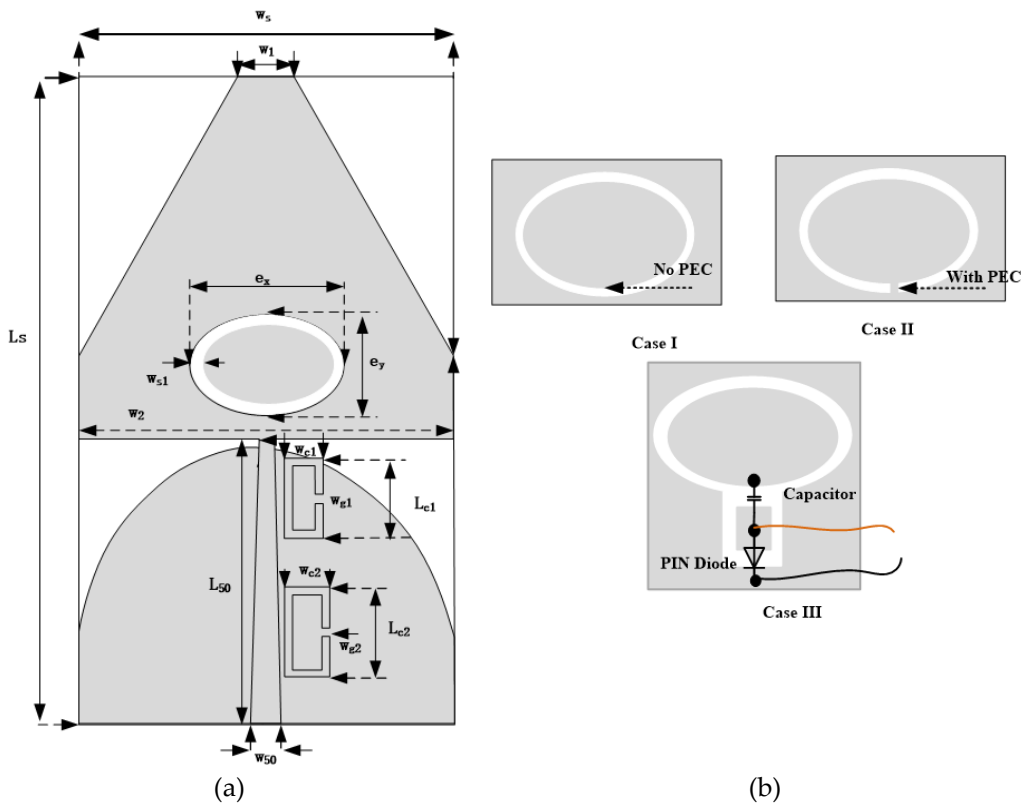 Ws
W1
Ls
ex
ey
Ws1
W2
Wc1
Wg1
Lc1
L50
Wc2
Lc2
Wg2
W50
(a)
No PEC
With PEC
Case I
Case II
Capacitor
PIN Diode
Case III
(b)